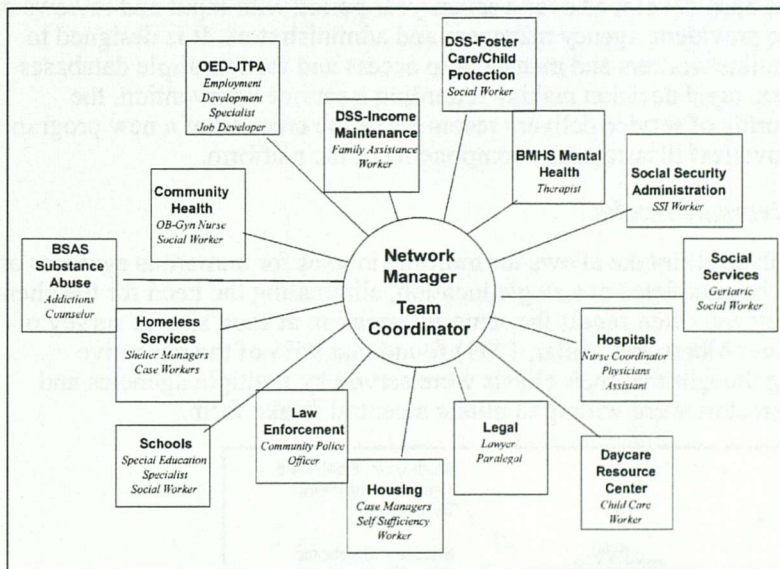 OED-JTPA
Employment
Development
Specialist
Job Developer
DSS-Income
Maintenance
Family Assistance
Worker
DSS-Foster
Care/Child
Protection
Social Worker
BMHS Mental
Health
Therapist
Social Security
Administration
SSI Worker
Community
Health
OB-Gyn Nurse
Social Worker
BSAS
Substance
Abuse
Addictions
Counselor
Network
Manager
Team
Coordinator
Social
Services
Geriatric
Social Worker
Homeless
Services
Shelter Managers
Case Workers
Hospitals
Nurse Coordinator
Physicians
Assistant
Schools
Special Education
Specialist
Social Worker
Law
Enforcement
Community Police
Officer
Housing
Case Managers
Self Sufficiency
Worker
Legal
Lawyer
Paralegal
Daycare
Resource
Center
Child Care
Worker